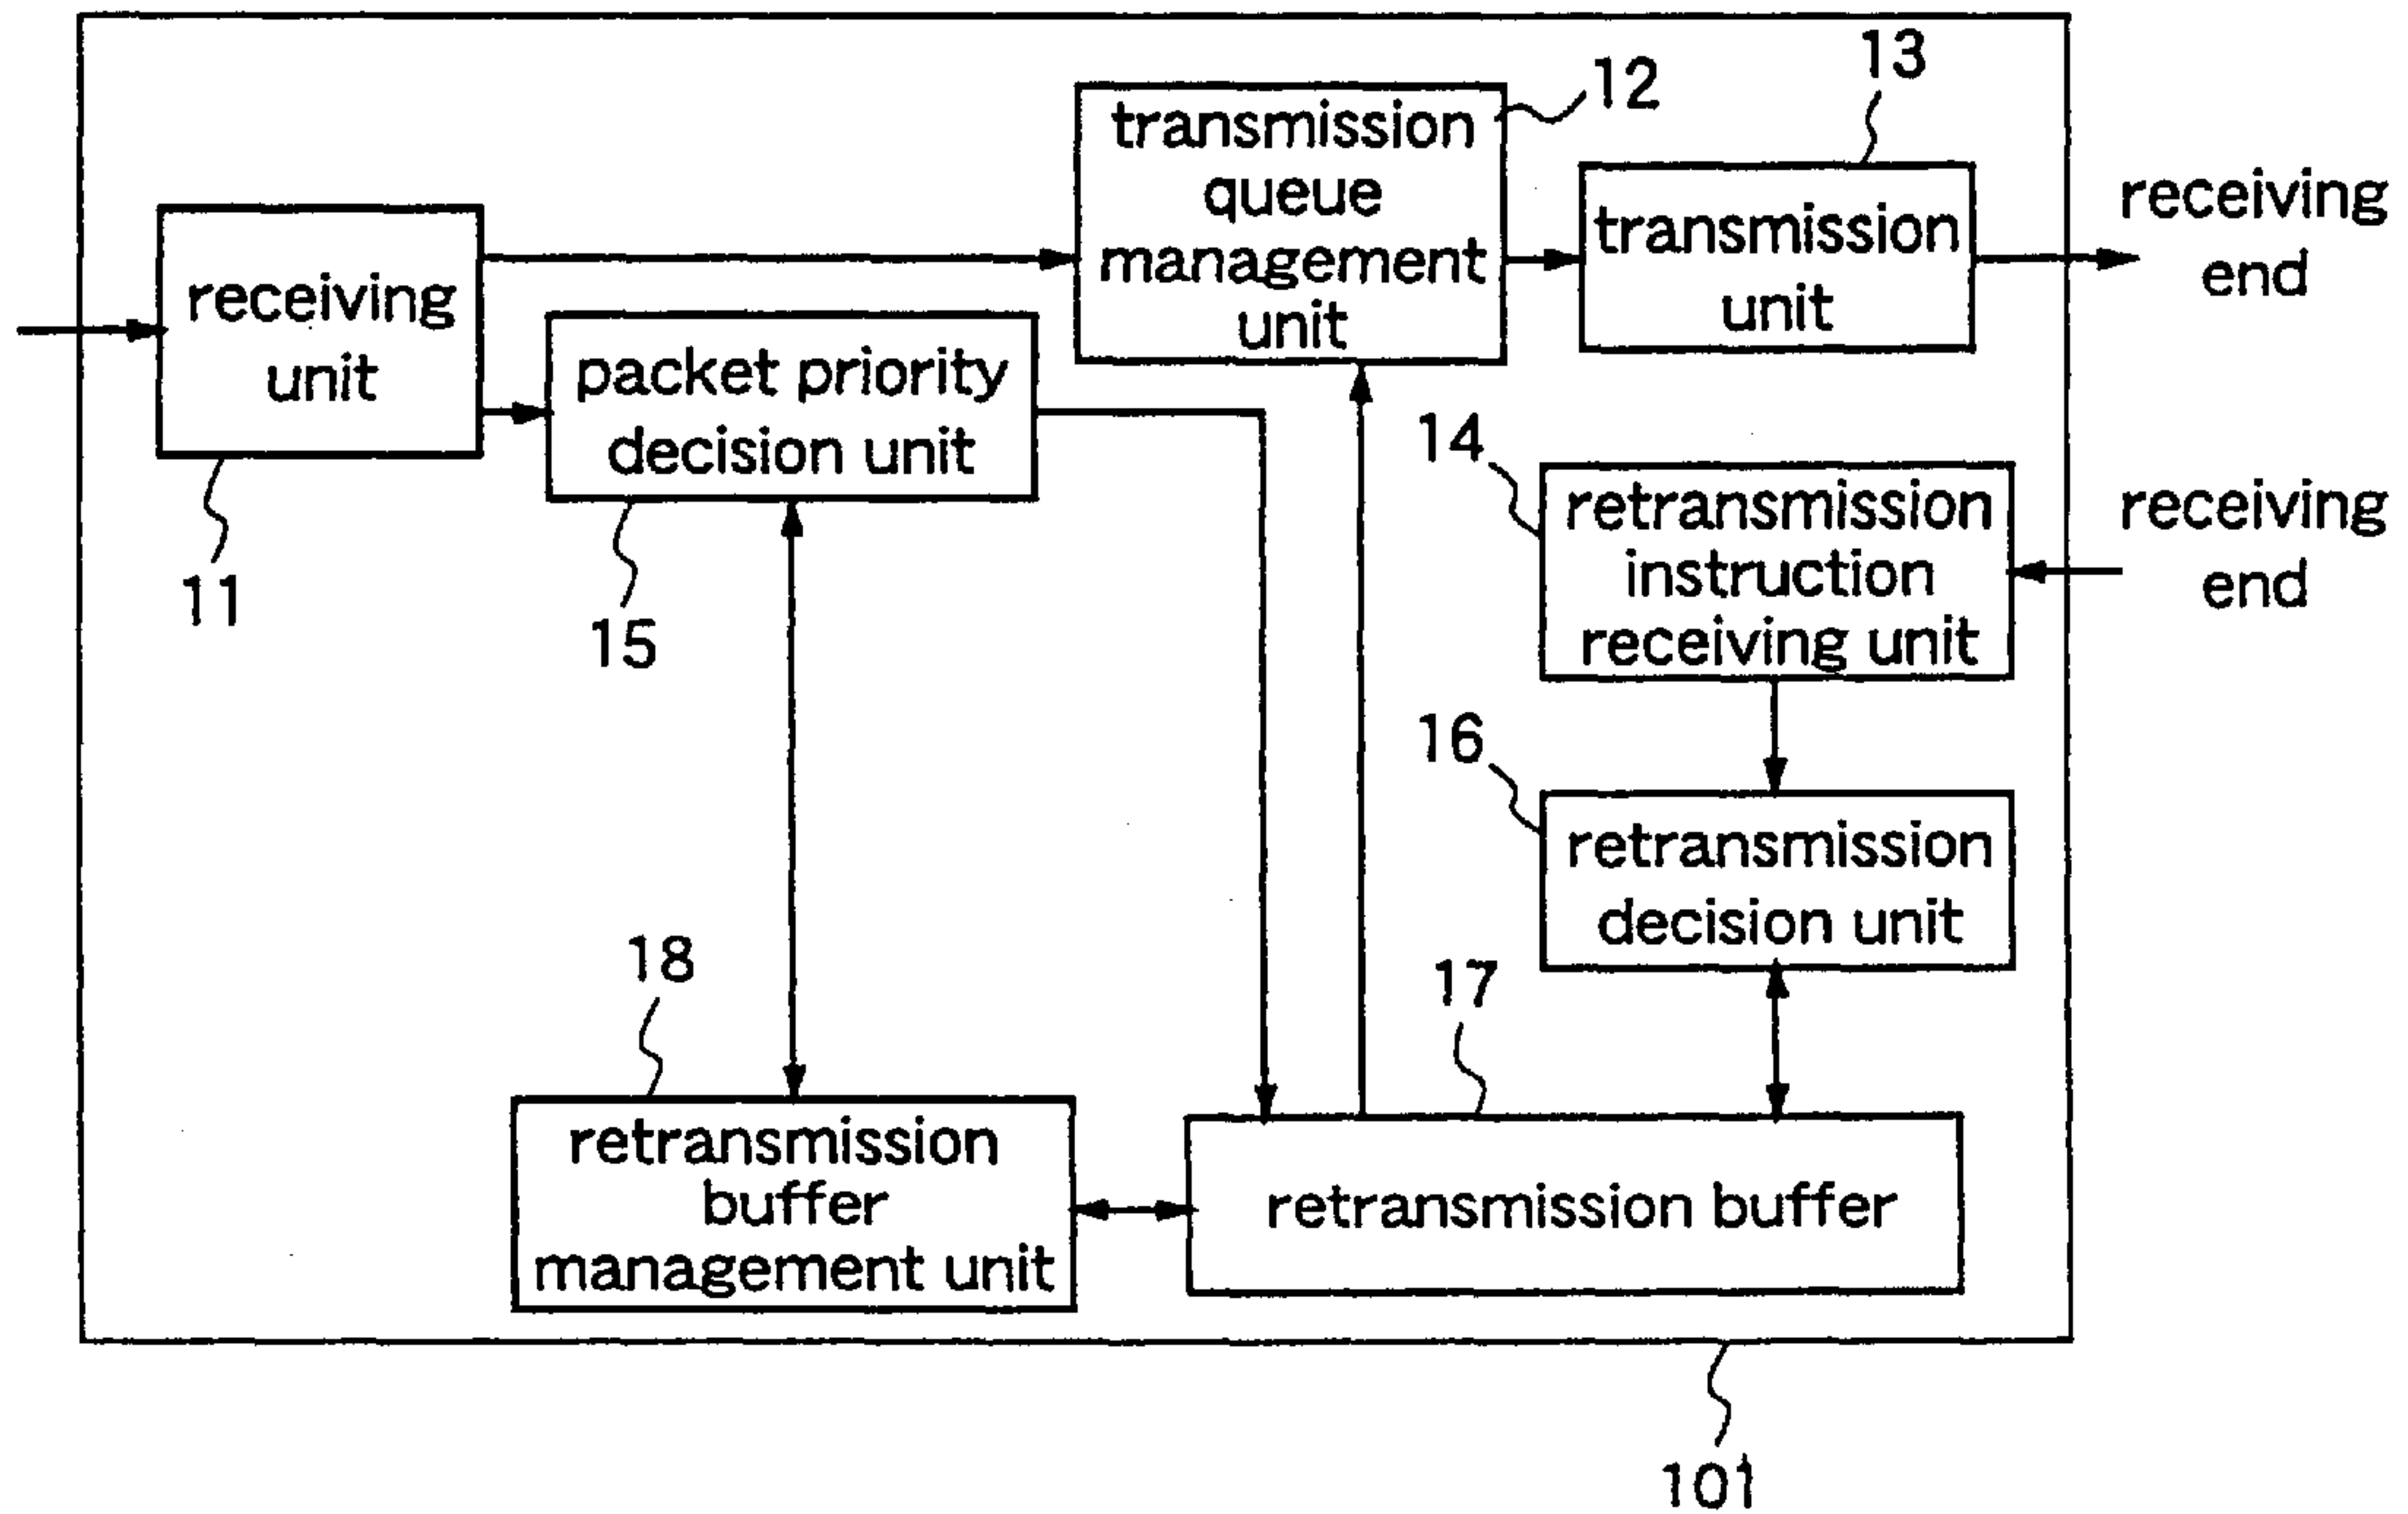 13
12
transmission
queue
management
unit
transmission
unit
receiving
end
receiving
unit
packet priority
decision unit
11
15
14
retransmission
instruction
receiving unit
receiving
end
16
retransmission
decision unit
18
17
retransmission
buffer
management unit
retransmission buffer
101